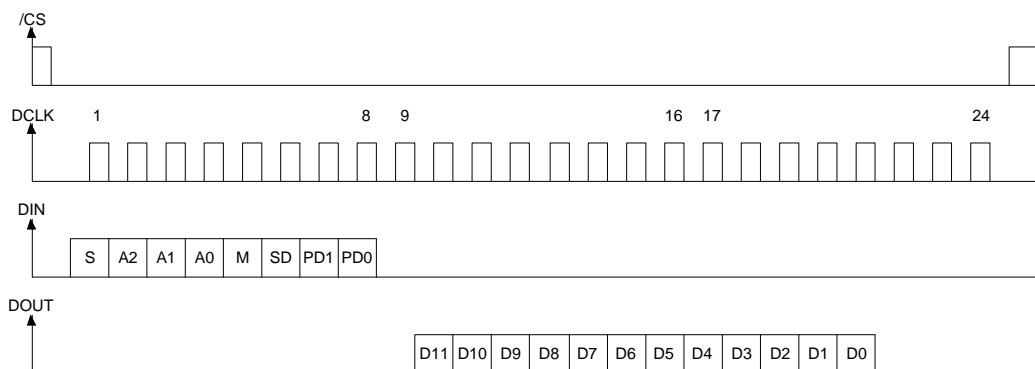 /CS
DCLK 1 8 9 16 17 24
DIN
S A2 A1 A0 M SD PD1 PD0
DOUT
D11 D10 D9 D8 D7 D6 D5 D4 D3 D2 D1 D0